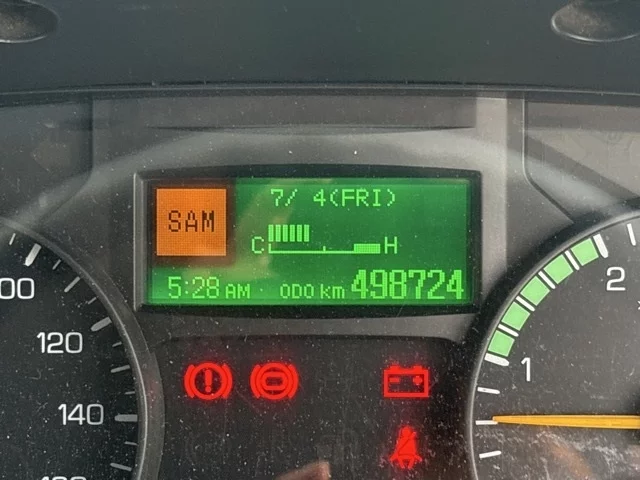 7/ 4(FRI)
SAM
C H
5:28 AM ODO km 498724
00
120
140
2
1